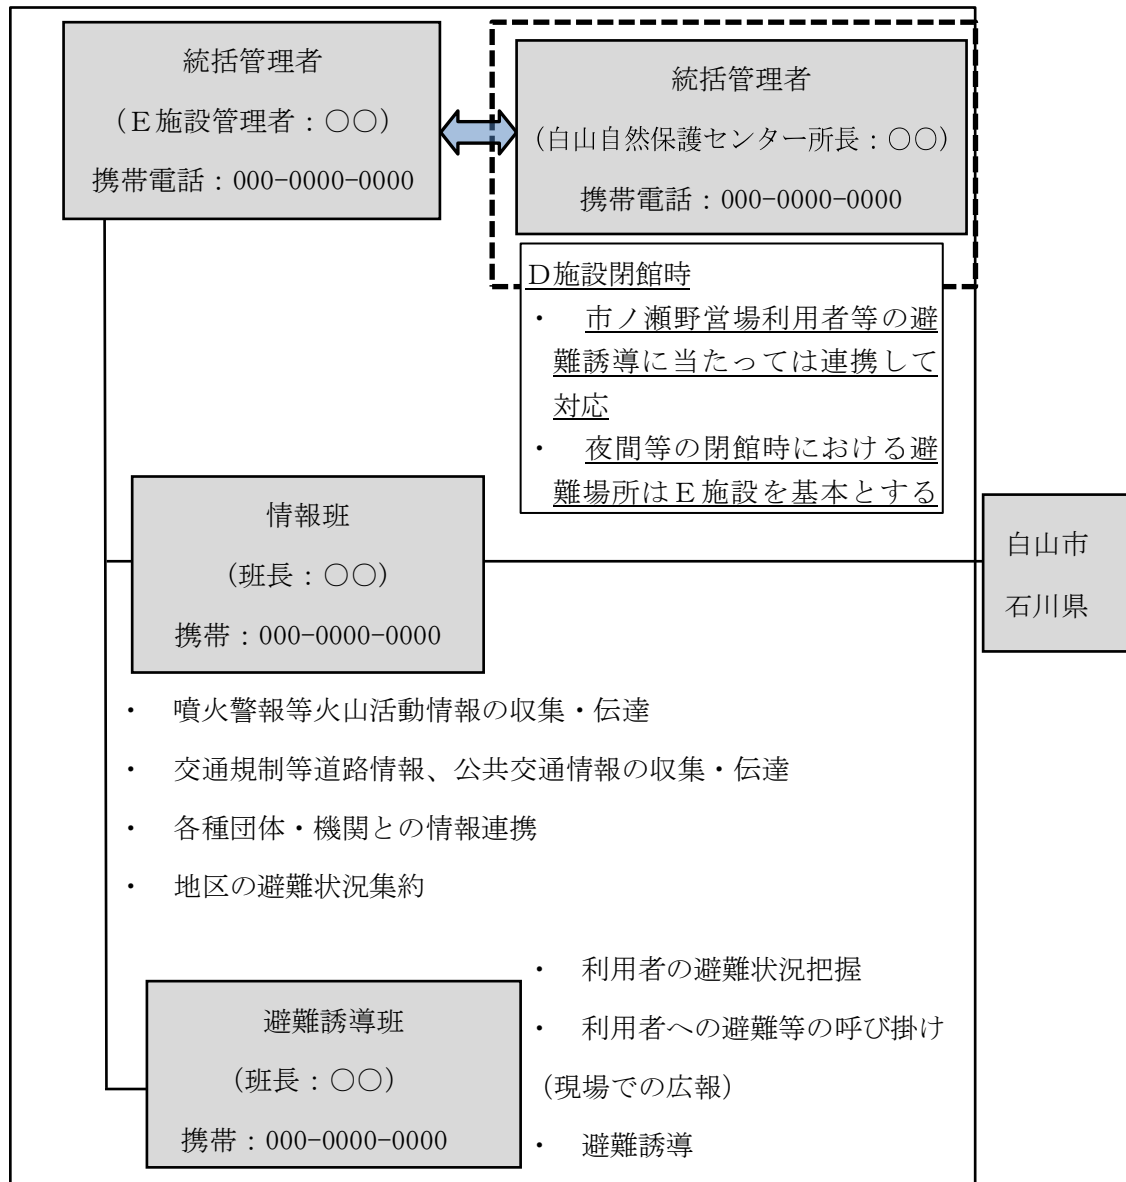 統括管理者
（Ｅ施設管理者：○○）
携帯電話：000-0000-0000
統括管理者
（白山自然保護センター所長：○○）
携帯電話：000-0000-0000
Ｄ施設閉館時
・　市ノ瀬野営場利用者等の避
難誘導に当たっては連携して
対応
・　夜間等の閉館時における避
難場所はＥ施設を基本とする
情報班
（班長：○○）
携帯：000-0000-0000
白山市
石川県
・　噴火警報等火山活動情報の収集・伝達
・　交通規制等道路情報、公共交通情報の収集・伝達
・　各種団体・機関との情報連携
・　地区の避難状況集約
避難誘導班
（班長：○○）
携帯：000-0000-0000
・　利用者の避難状況把握
・　利用者への避難等の呼び掛け
（現場での広報）
・　避難誘導